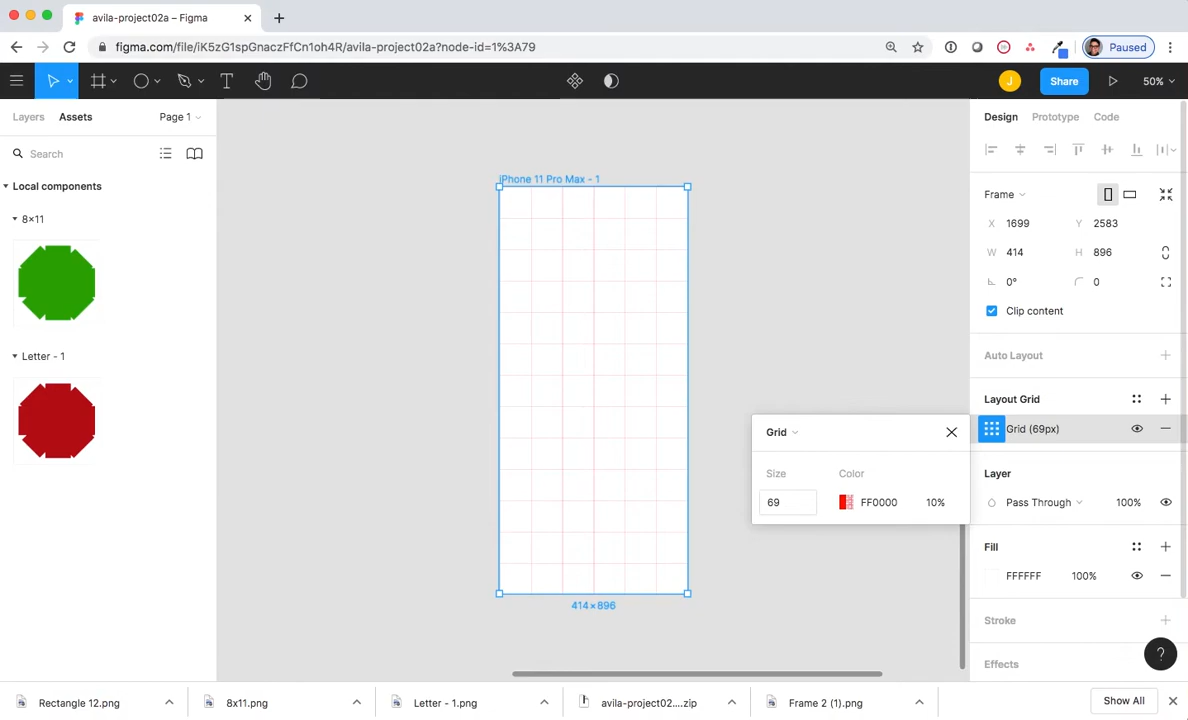 avila-project02a – Figma
figma.com/file/iK5zG1spGnaczFfCn1oh4R/avila-project02a?node-id=1%3A79
Paused
J
Share
50%
Layers
Assets
Page 1
Design
Prototype
Code
Search
Local components
8×11
Letter - 1
iPhone 11 Pro Max - 1
414×896
Frame
X 1699
Y 2583
W 414
H 896
0°
0
Clip content
Auto Layout
Layout Grid
Grid (69px)
Grid
Size
Color
69
FF0000
10%
Layer
Pass Through
100%
Fill
FFFFFF
100%
Stroke
Effects
?
Rectangle 12.png
8x11.png
Letter - 1.png
avila-project02....zip
Frame 2 (1).png
Show All